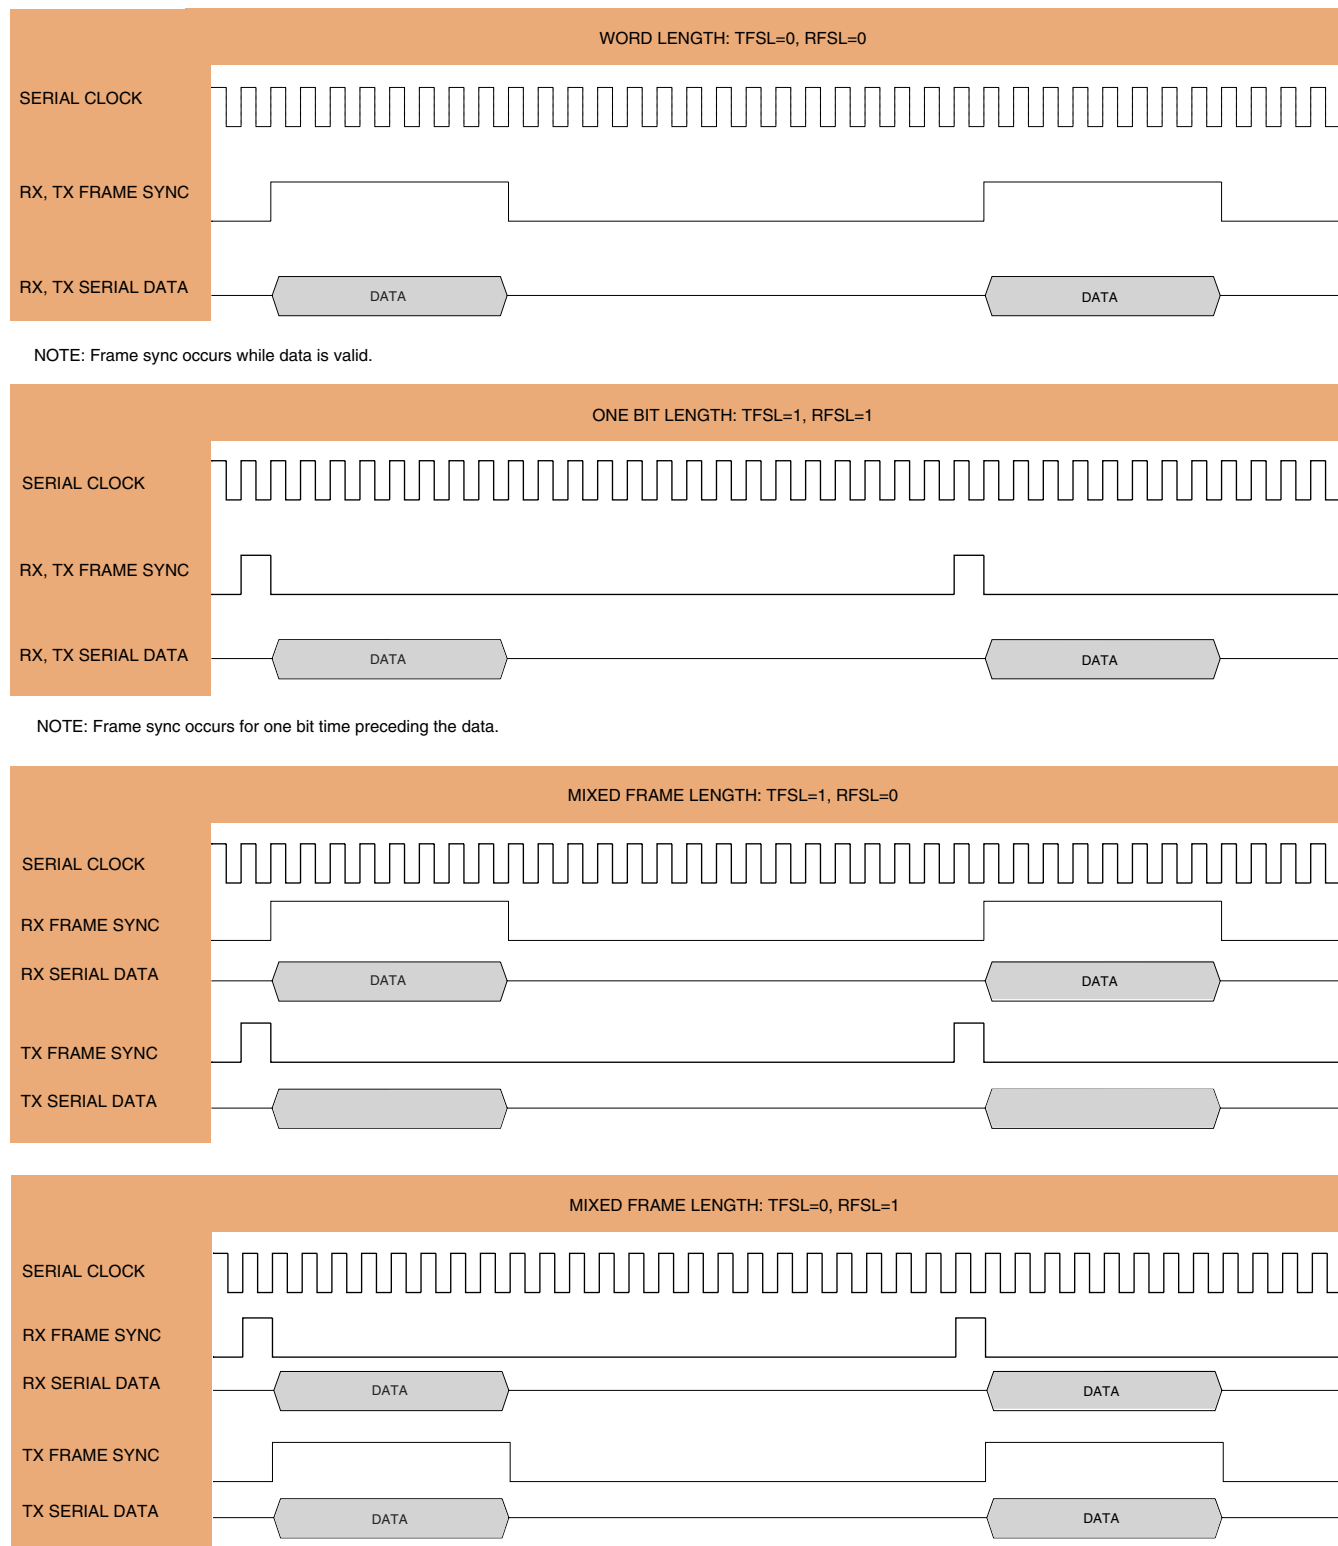 WORD LENGTH: TFSL=0, RFSL=0
SERIAL CLOCK
RX, TX FRAME SYNC
RX, TX SERIAL DATA
DATA
DATA
NOTE: Frame sync occurs while data is valid.
ONE BIT LENGTH: TFSL=1, RFSL=1
SERIAL CLOCK
RX, TX FRAME SYNC
RX, TX SERIAL DATA
DATA
DATA
NOTE: Frame sync occurs for one bit time preceding the data.
MIXED FRAME LENGTH: TFSL=1, RFSL=0
SERIAL CLOCK
RX FRAME SYNC
RX SERIAL DATA
DATA
DATA
TX FRAME SYNC
TX SERIAL DATA
MIXED FRAME LENGTH: TFSL=0, RFSL=1
SERIAL CLOCK
RX FRAME SYNC
RX SERIAL DATA
DATA
DATA
TX FRAME SYNC
TX SERIAL DATA
DATA
DATA